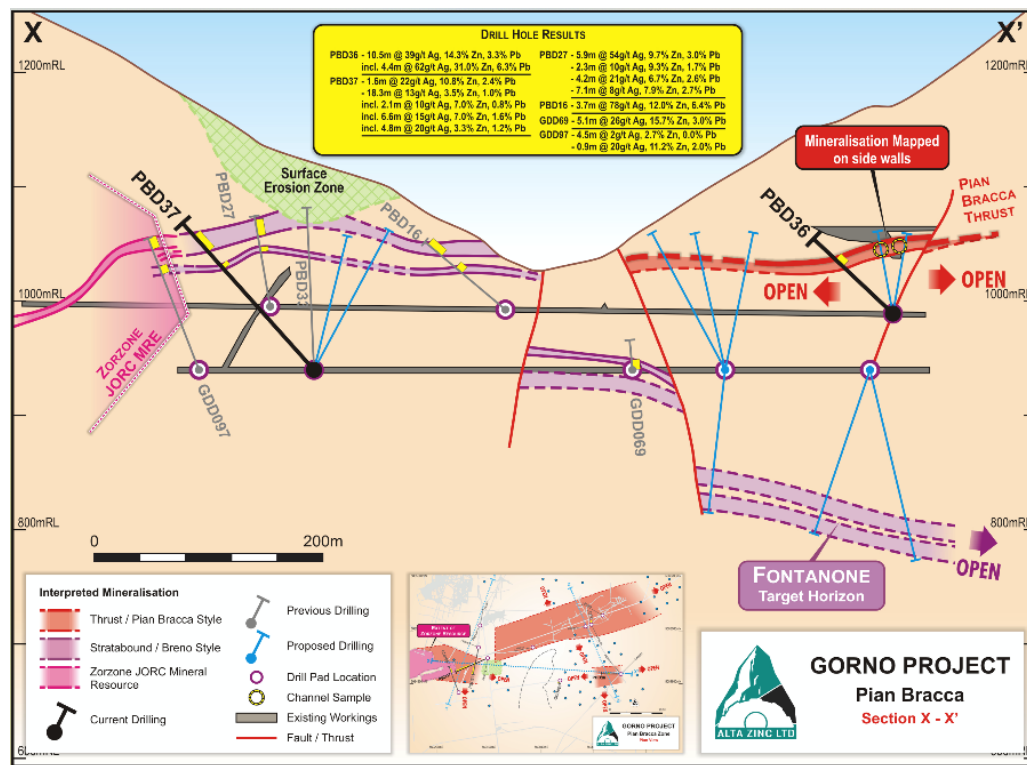 X
X'
DRILL HOLE RESULTS
PBD36 - 10.5m @ 39g/t Ag, 14.3% Zn, 3.3% Pb
incl. 4.4m @ 62g/t Ag, 31.0% Zn, 6.3% Pb
PBD37 - 1.6m @ 22g/t Ag, 10.8% Zn, 2.4% Pb
- 18.3m @ 13g/t Ag, 3.5% Zn, 1.0% Pb
incl. 2.1m @ 10g/t Ag, 7.0% Zn, 0.8% Pb
incl. 6.6m @ 15g/t Ag, 7.0% Zn, 1.6% Pb
incl. 4.8m @ 20g/t Ag, 3.3% Zn, 1.2% Pb
PBD27 - 5.9m @ 54g/t Ag, 9.7% Zn, 3.0% Pb
- 2.3m @ 10g/t Ag, 9.3% Zn, 1.7% Pb
- 4.2m @ 21g/t Ag, 6.7% Zn, 2.6% Pb
- 7.1m @ 8g/t Ag, 7.9% Zn, 2.7% Pb
PBD16 - 3.7m @ 78g/t Ag, 12.0% Zn, 6.4% Pb
GDD69 - 5.1m @ 26g/t Ag, 15.7% Zn, 3.0% Pb
GDD97 - 4.5m @ 2g/t Ag, 2.7% Zn, 0.0% Pb
- 0.9m @ 20g/t Ag, 11.2% Zn, 2.0% Pb
1200mRL
1200mRL
Surface
Erosion Zone
Mineralisation Mapped
on side walls
PIAN
BRACCA
THRUST
PBD37
PBD27
PBD33
PBD16
PBD36
OPEN
OPEN
1000mRL
1000mRL
ZORZONE
JORC MRE
GDD097
GDD069
800mRL
800mRL
0
200m
OPEN
FONTANONE
Target Horizon
Interpreted Mineralisation
Thrust / Pian Bracca Style
Stratabound / Breno Style
Zorzone JORC Mineral
Resource
Current Drilling
Previous Drilling
Proposed Drilling
Drill Pad Location
Channel Sample
Existing Workings
Fault / Thrust
OPEN
OPEN
OPEN
GORNO PROJECT
Pian Bracca Zone
ALTA ZINC LTD
GORNO PROJECT
Pian Bracca
Section X - X'